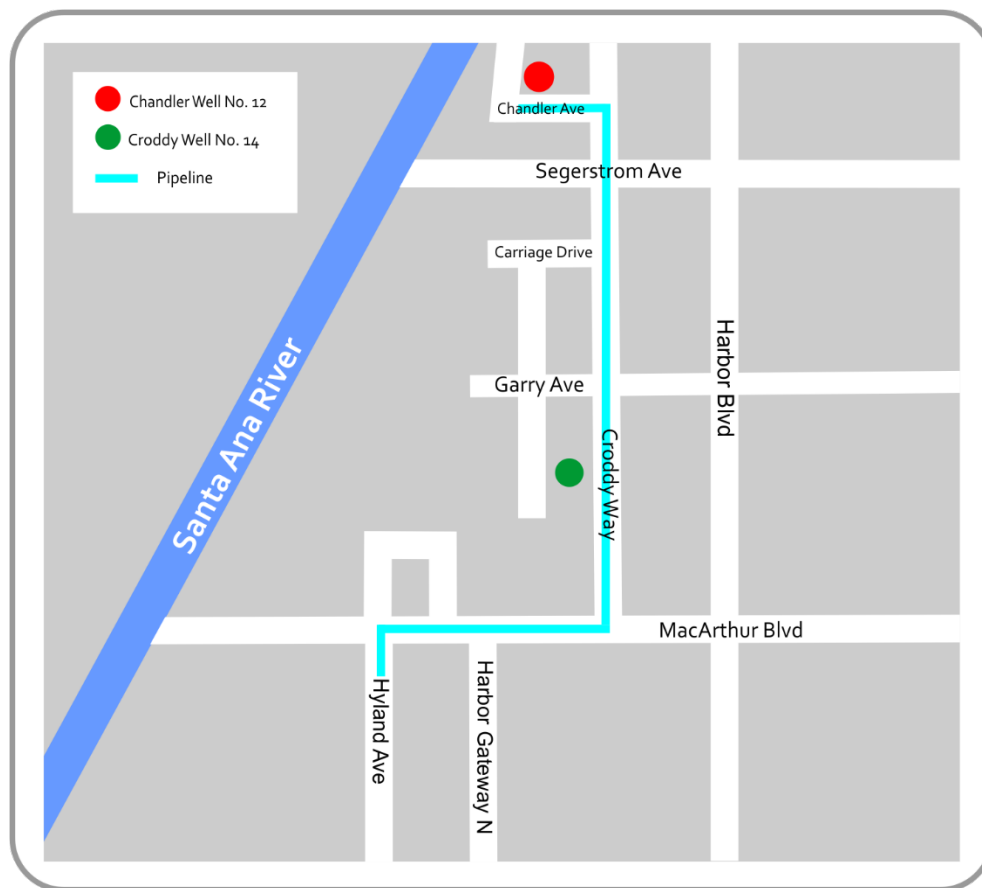 Chandler Well No. 12
Croddy Well No. 14
Pipeline
Chandler Ave
Segerstrom Ave
Carriage Drive
Santa Ana River
Harbor Blvd
Garry Ave
Croddy Way
MacArthur Blvd
Hyland Ave
Harbor Gateway N